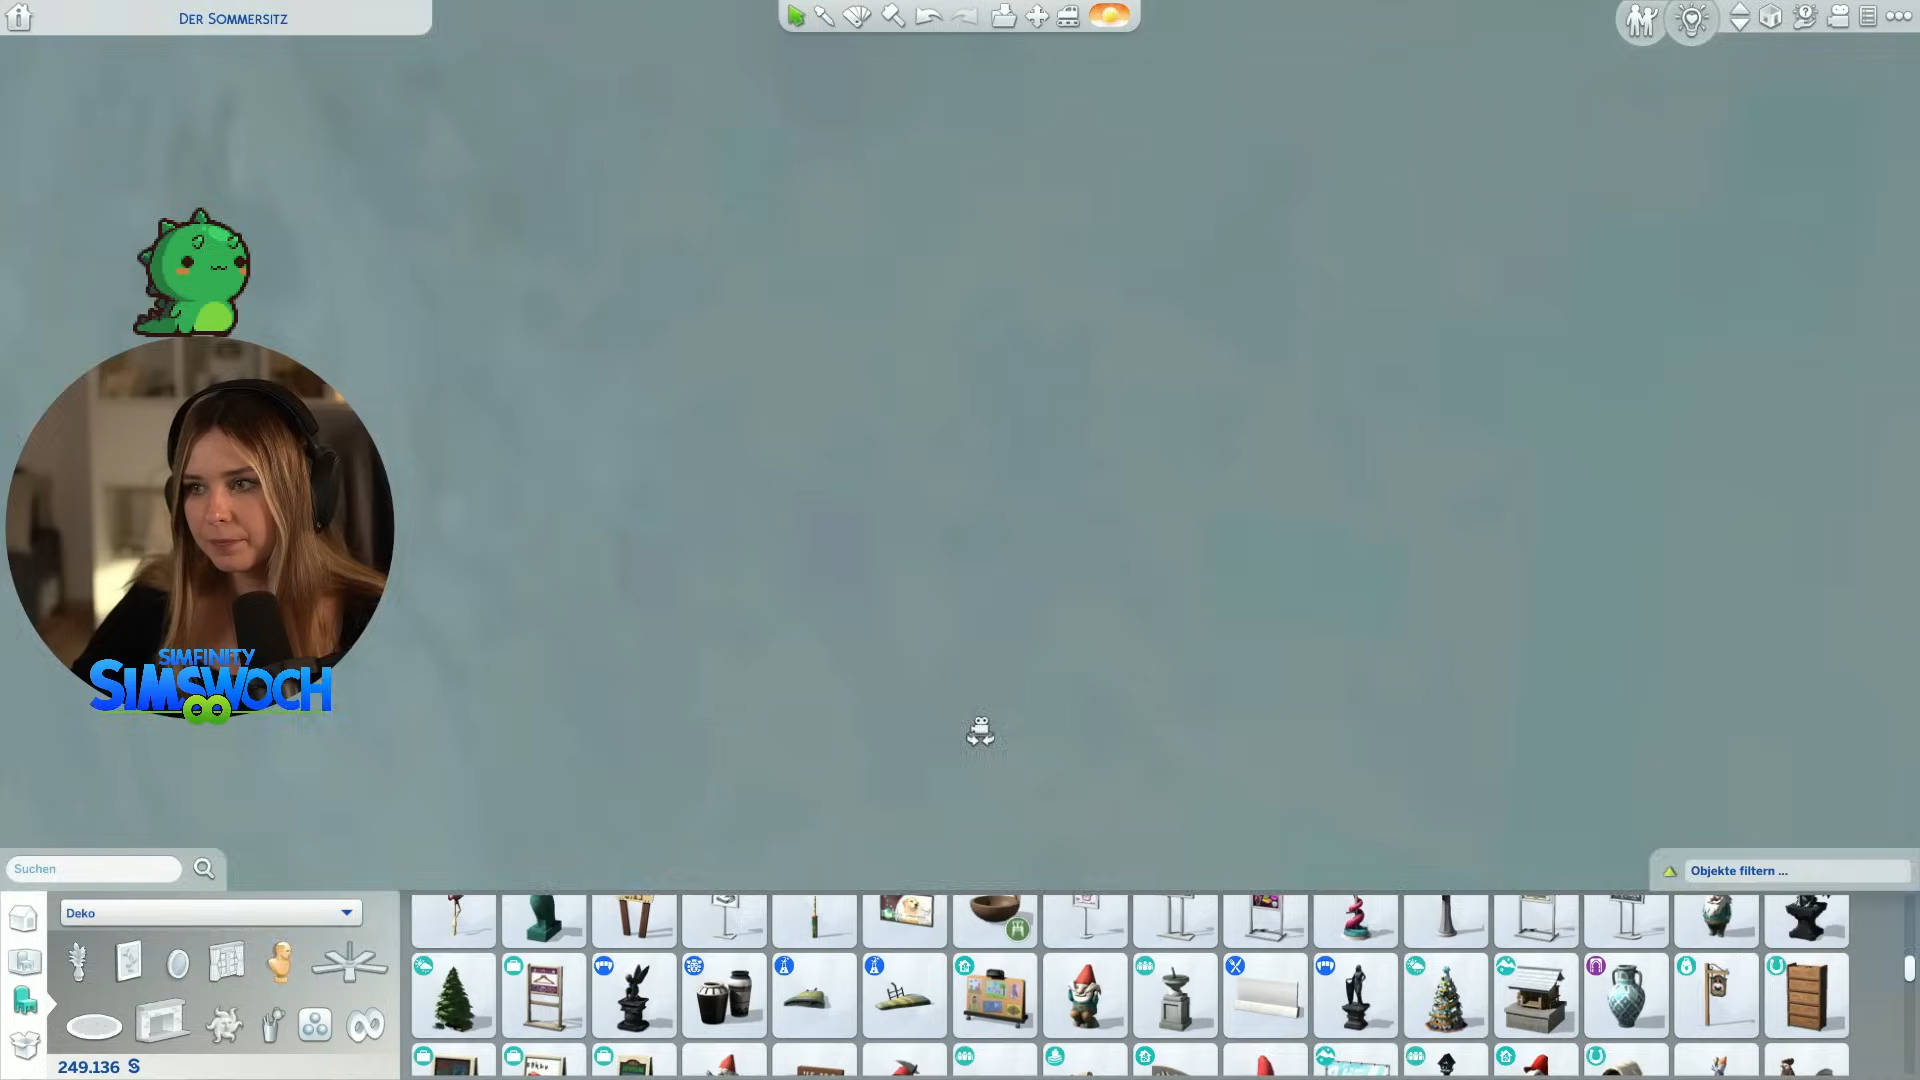 Der Sommersitz
SIMFINITY
SIMSWOCH
Suchen
Objekte filtern ...
Deko
249.136 §